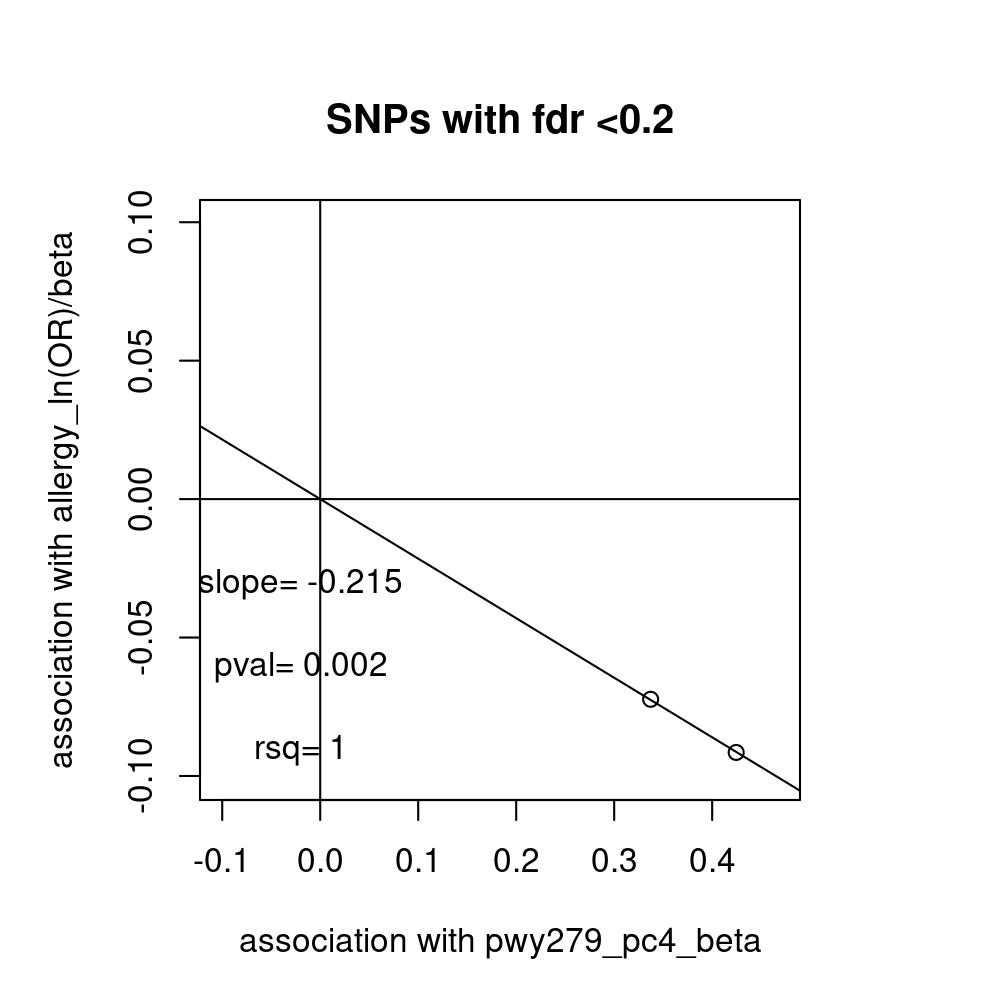 SNPs with fdr <0.2
association with allergy_ln(OR)/beta
0.10
0.05
0.00
-0.05
-0.10
slope= -0.215
pval= 0.002
rsq= 1
-0.1 0.0 0.1 0.2 0.3 0.4
association with pwy279_pc4_beta